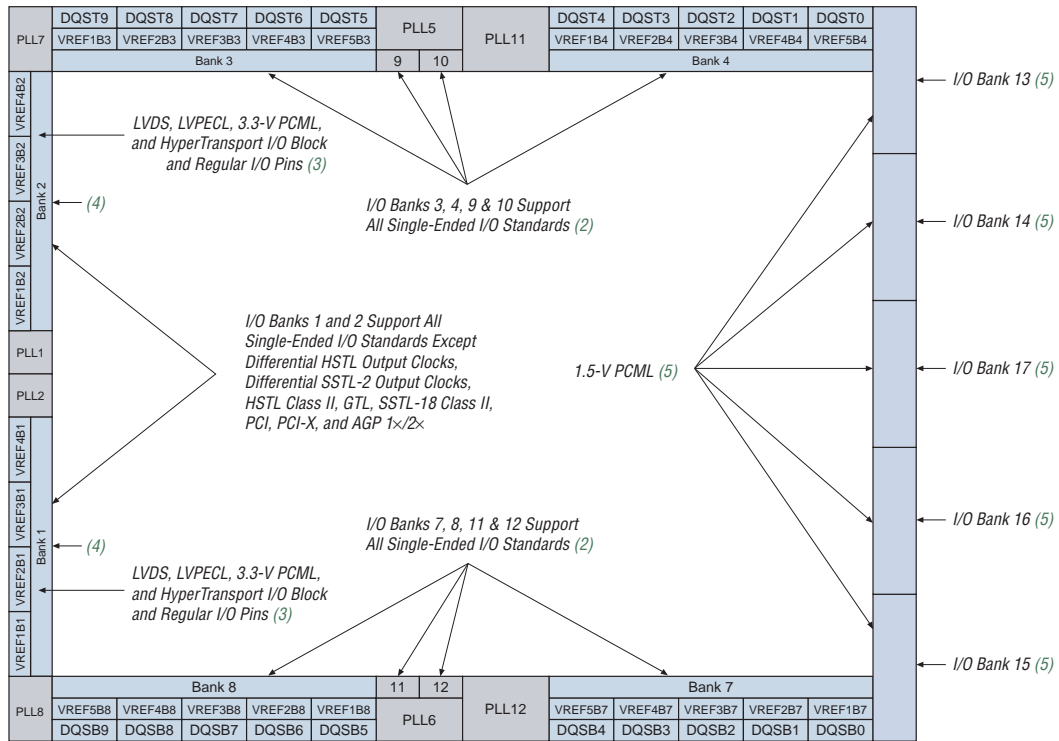 PLL7
DQST9 DQST8 DQST7 DQST6 DQST5
VREF1B3 VREF2B3 VREF3B3 VREF4B3 VREF5B3
Bank 3
PLL5
9 10
PLL11
DQST4 DQST3 DQST2 DQST1 DQST0
VREF1B4 VREF2B4 VREF3B4 VREF4B4 VREF5B4
Bank 4
VREF4B2
VREF3B2
VREF2B2
VREF1B2
Bank 2
LVDS, LVPECL, 3.3-V PCML,
and HyperTransport I/O Block
and Regular I/O Pins (3)
(4)
I/O Banks 3, 4, 9 & 10 Support
All Single-Ended I/O Standards (2)
I/O Bank 13 (5)
I/O Bank 14 (5)
PLL1
PLL2
I/O Banks 1 and 2 Support All
Single-Ended I/O Standards Except
Differential HSTL Output Clocks,
Differential SSTL-2 Output Clocks,
HSTL Class II, GTL, SSTL-18 Class II,
PCI, PCI-X, and AGP 1×/2×
1.5-V PCML (5)
I/O Bank 17 (5)
VREF4B1
VREF3B1
VREF2B1
VREF1B1
Bank 1
(4)
LVDS, LVPECL, 3.3-V PCML,
and HyperTransport I/O Block
and Regular I/O Pins (3)
I/O Banks 7, 8, 11 & 12 Support
All Single-Ended I/O Standards (2)
I/O Bank 16 (5)
I/O Bank 15 (5)
PLL8
Bank 8
VREF5B8 VREF4B8 VREF3B8 VREF2B8 VREF1B8
DQSB9 DQSB8 DQSB7 DQSB6 DQSB5
11 12
PLL6
PLL12
Bank 7
VREF5B7 VREF4B7 VREF3B7 VREF2B7 VREF1B7
DQSB4 DQSB3 DQSB2 DQSB1 DQSB0